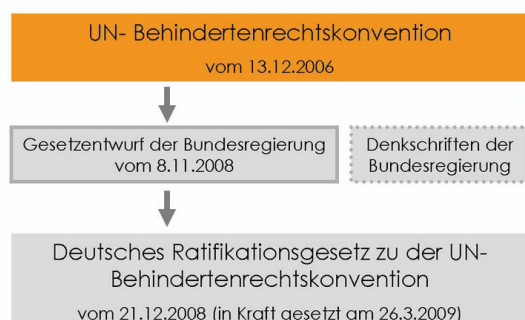 UN- Behindertenrechtskonvention
vom 13.12.2006
Gesetzentwurf der Bundesregierung
vom 8.11.2008
Denkschriften der
Bundesregierung
Deutsches Ratifikationsgesetz zu der UN-
Behindertenrechtskonvention
vom 21.12.2008 (in Kraft gesetzt am 26.3.2009)